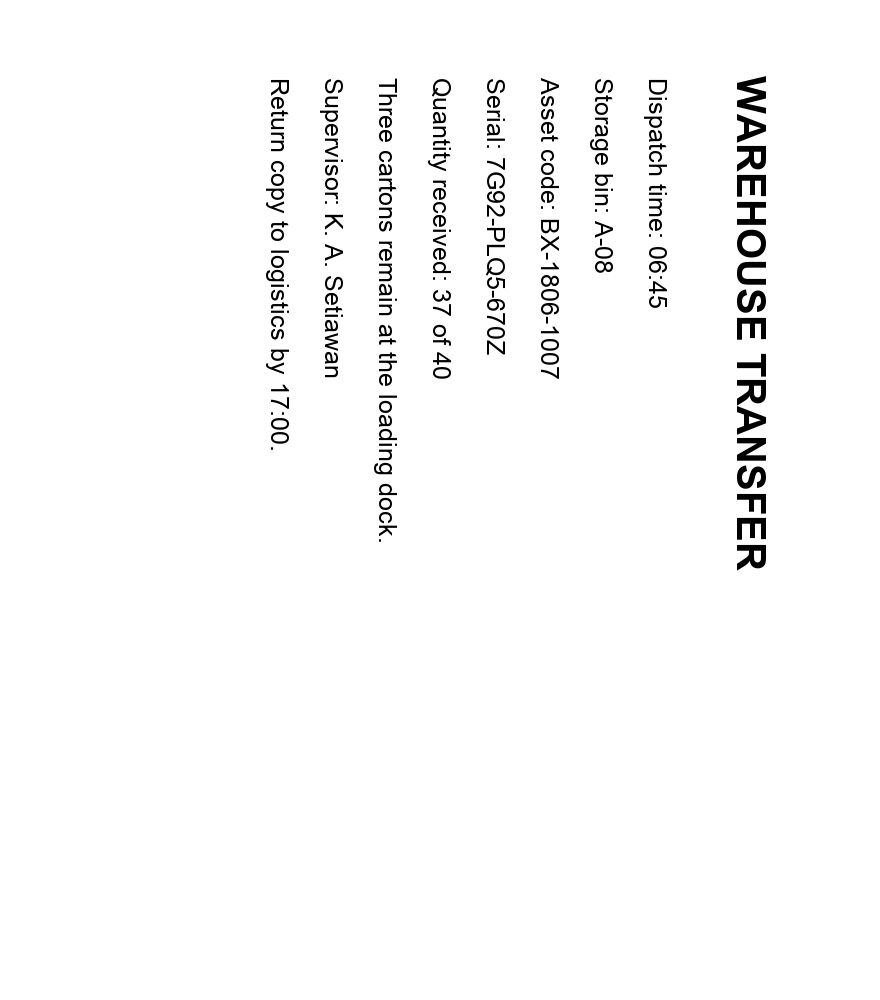 WAREHOUSE TRANSFER
Dispatch time: 06:45
Storage bin: A-08
Asset code: BX-1806-1007
Serial: 7G92-PLQ5-670Z
Quantity received: 37 of 40
Three cartons remain at the loading dock.
Supervisor: K. A. Setiawan
Return copy to logistics by 17:00.